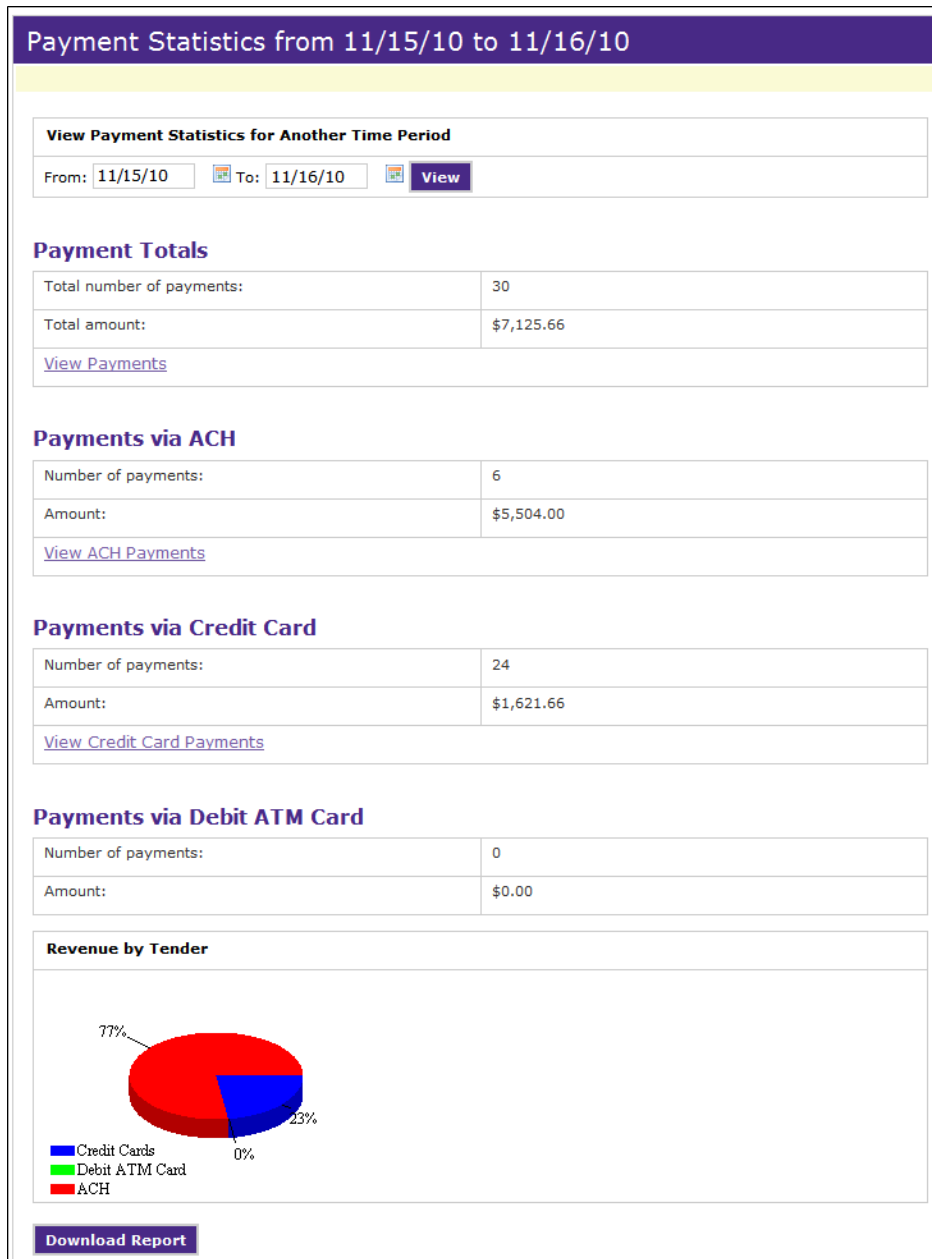 Payment Statistics from 11/15/10 to 11/16/10
View Payment Statistics for Another Time Period
From: 11/15/10 To: 11/16/10 View
Payment Totals
Total number of payments: 30
Total amount: $7,125.66
View Payments
Payments via ACH
Number of payments: 6
Amount: $5,504.00
View ACH Payments
Payments via Credit Card
Number of payments: 24
Amount: $1,621.66
View Credit Card Payments
Payments via Debit ATM Card
Number of payments: 0
Amount: $0.00
Revenue by Tender
77%
23%
0%
Credit Cards
Debit ATM Card
ACH
Download Report